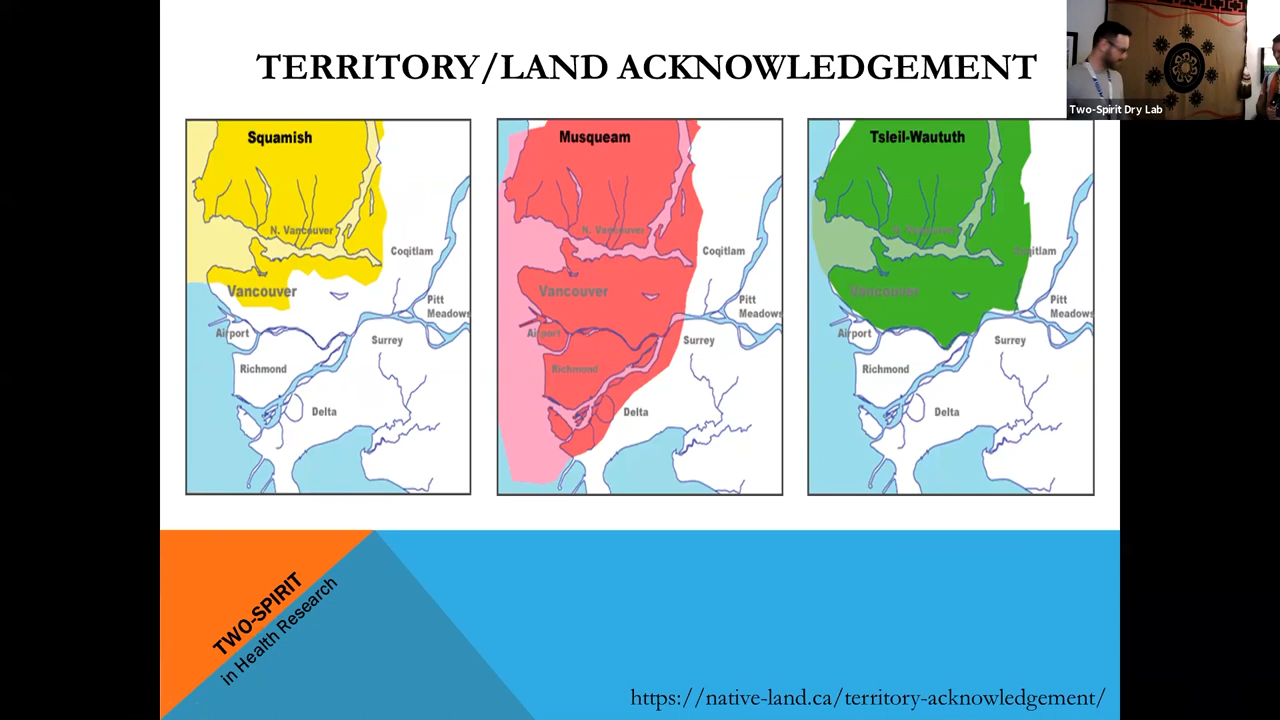 TERRITORY/LAND ACKNOWLEDGEMENT
Two-Spirit Dry Lab
Squamish
N. Vancouver
Coqitlam
Vancouver
Pitt
Meadows
Airport
Surrey
Richmond
Delta
Musqueam
N. Vancouver
Coqitlam
Vancouver
Pitt
Meadows
Airport
Surrey
Richmond
Delta
Tsleil-Waututh
N. Vancouver
Coqitlam
Vancouver
Pitt
Meadows
Airport
Surrey
Richmond
Delta
TWO-SPIRIT
in Health Research
https://native-land.ca/territory-acknowledgement/